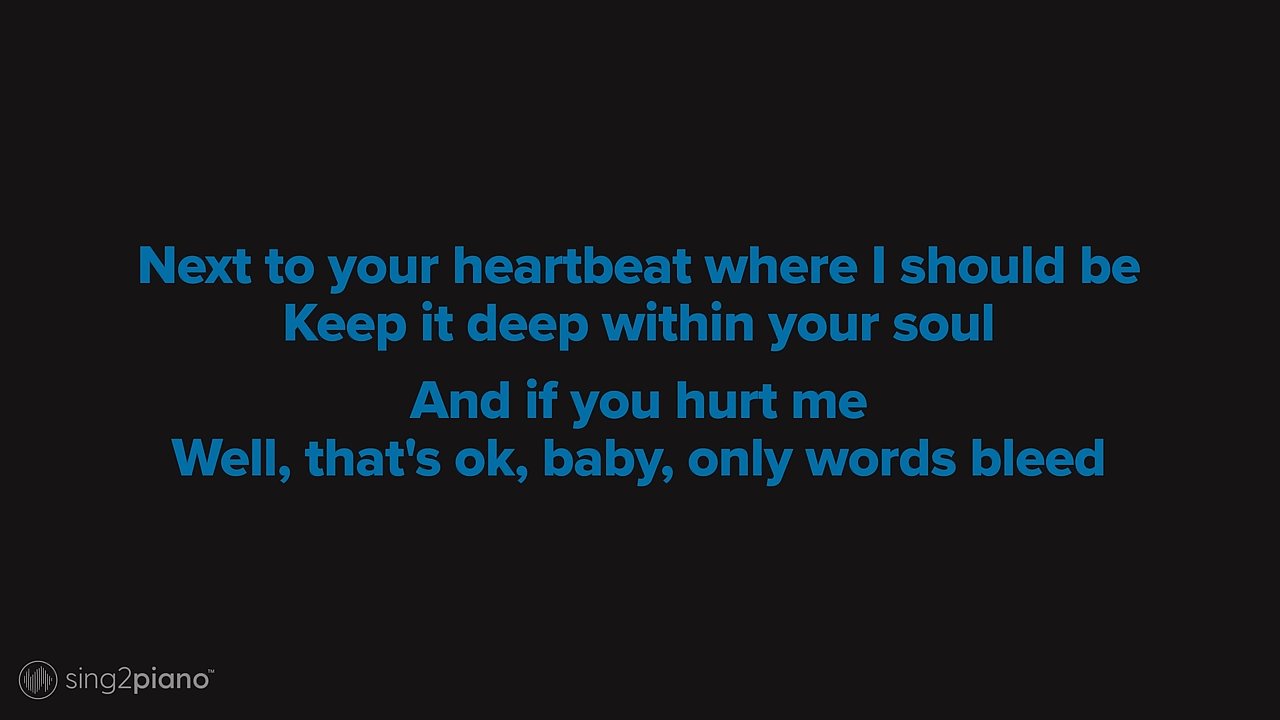 Next to your heartbeat where I should be
Keep it deep within your soul
And if you hurt me
Well, that's ok, baby, only words bleed
sing2piano™